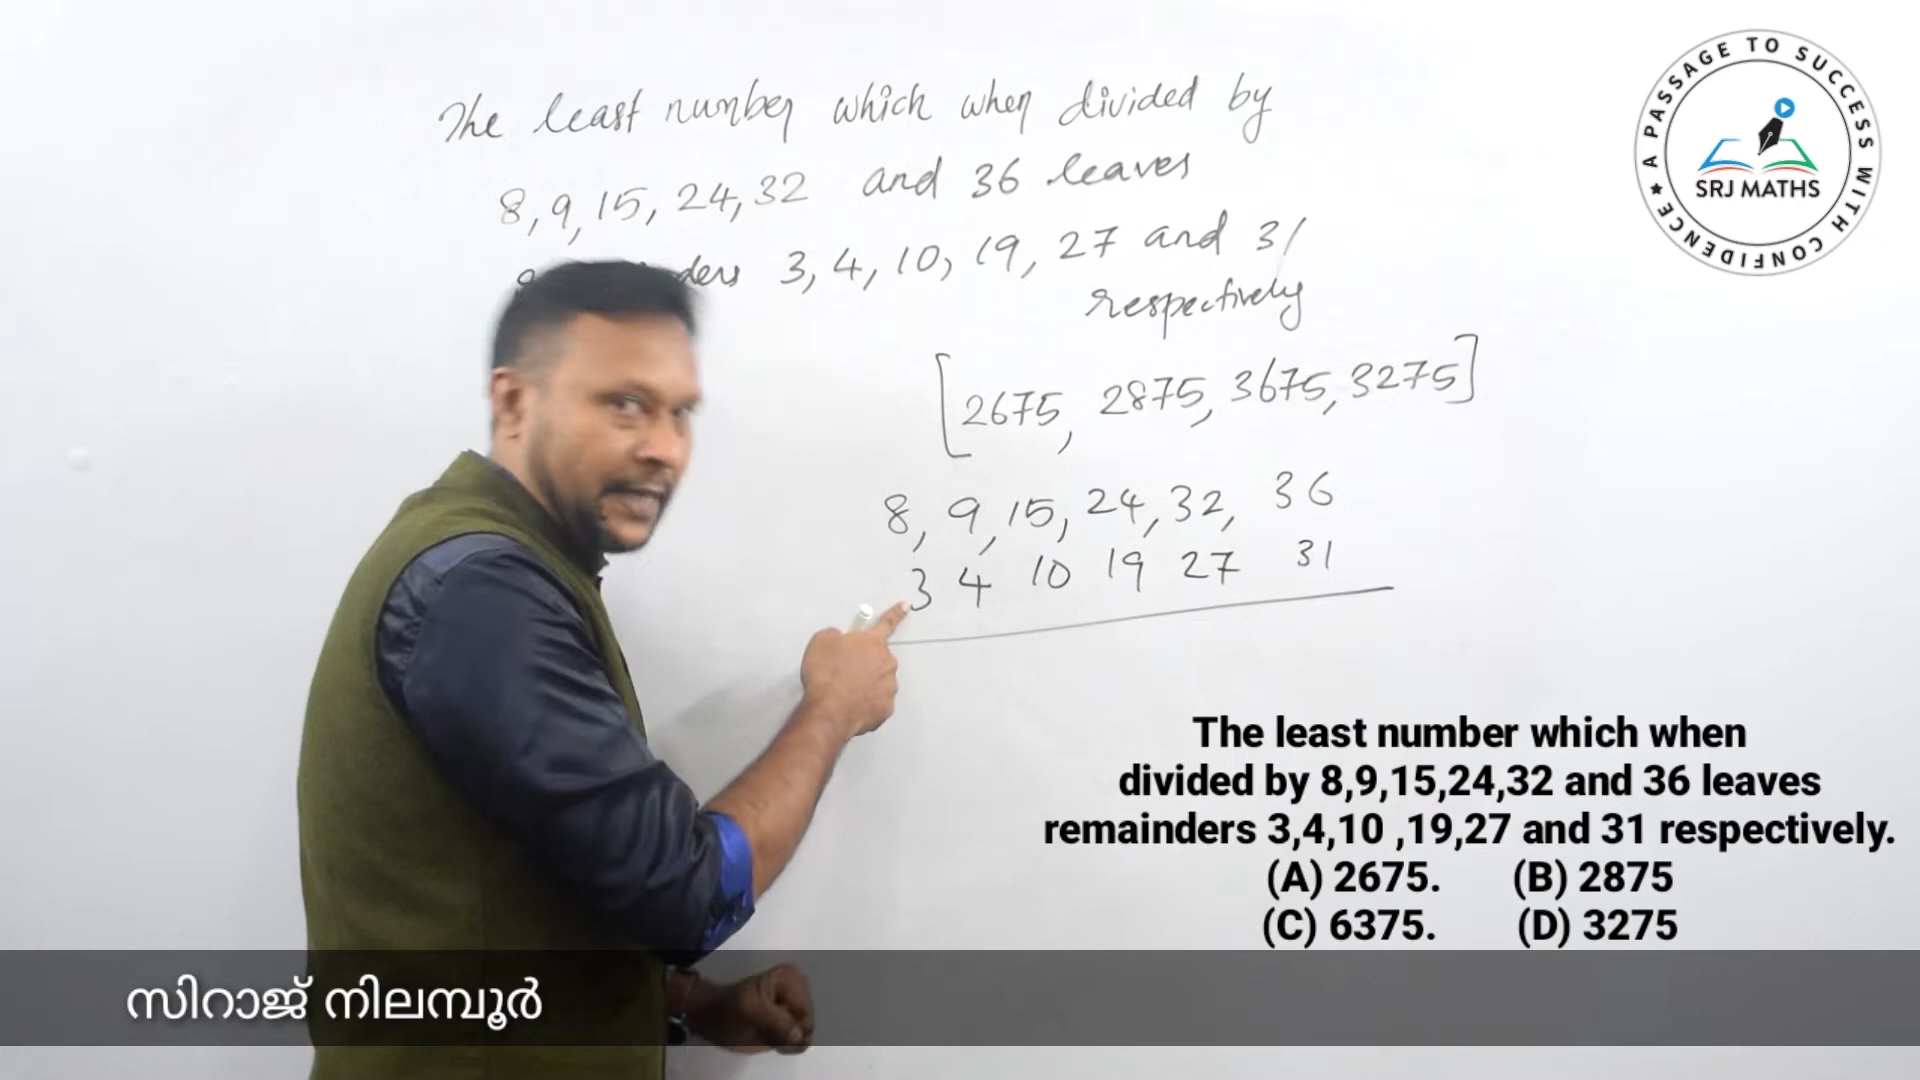 The least number which when divided by
8, 9, 15, 24, 32 and 36 leaves
ders 3, 4, 10, 19, 27 and 31
respectively
[2675, 2875, 3675, 3275]
8, 9, 15, 24, 32, 36
3 4 10 19 27 31
A PASSAGE TO SUCCESS WITH CONFIDENCE
SRJ MATHS
The least number which when
divided by 8,9,15,24,32 and 36 leaves
remainders 3,4,10 ,19,27 and 31 respectively.
(A) 2675. (B) 2875
(C) 6375. (D) 3275
സിറാജ് നിലമ്പൂർ